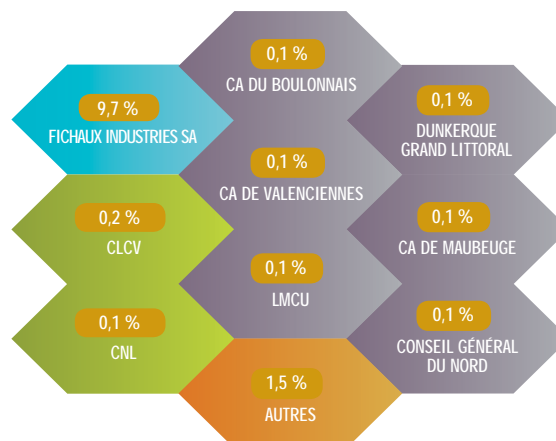 0,1 %
CA DU BOULONNAIS
9,7 %
FICHAUX INDUSTRIES SA
0,1 %
DUNKERQUE
GRAND LITTORAL
0,1 %
CA DE VALENCIENNES
0,2 %
CLCV
0,1 %
CA DE MAUBEUGE
0,1 %
LMCU
0,1 %
CNL
0,1 %
CONSEIL GÉNÉRAL
DU NORD
1,5 %
AUTRES